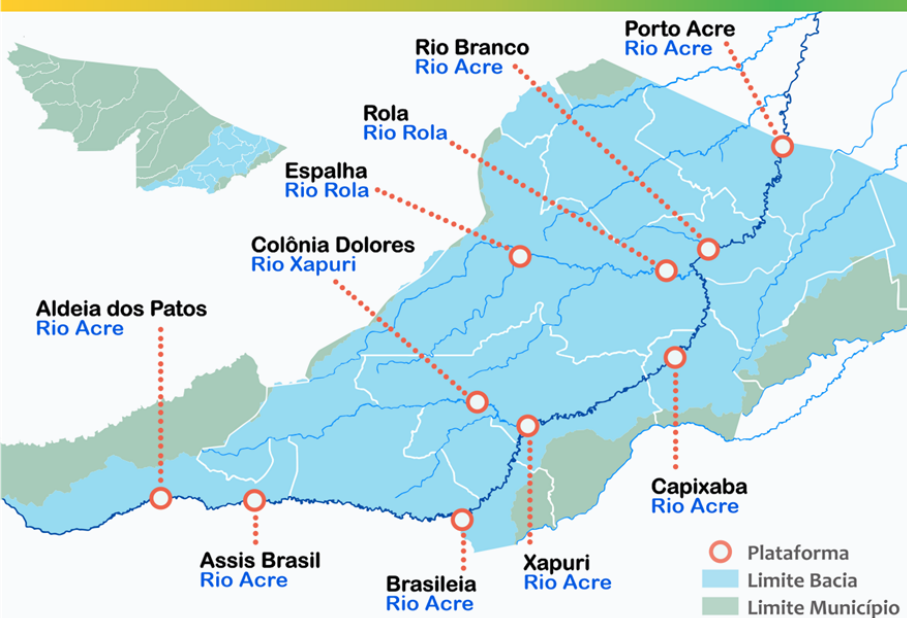 Porto Acre
Rio Acre
Rio Branco
Rio Acre
Rola
Rio Rola
Espalha
Rio Rola
Colônia Dolores
Rio Xapuri
Aldeia dos Patos
Rio Acre
Capixaba
Rio Acre
Assis Brasil
Rio Acre
Brasileia
Rio Acre
Xapuri
Rio Acre
Plataforma
Limite Bacia
Limite Município